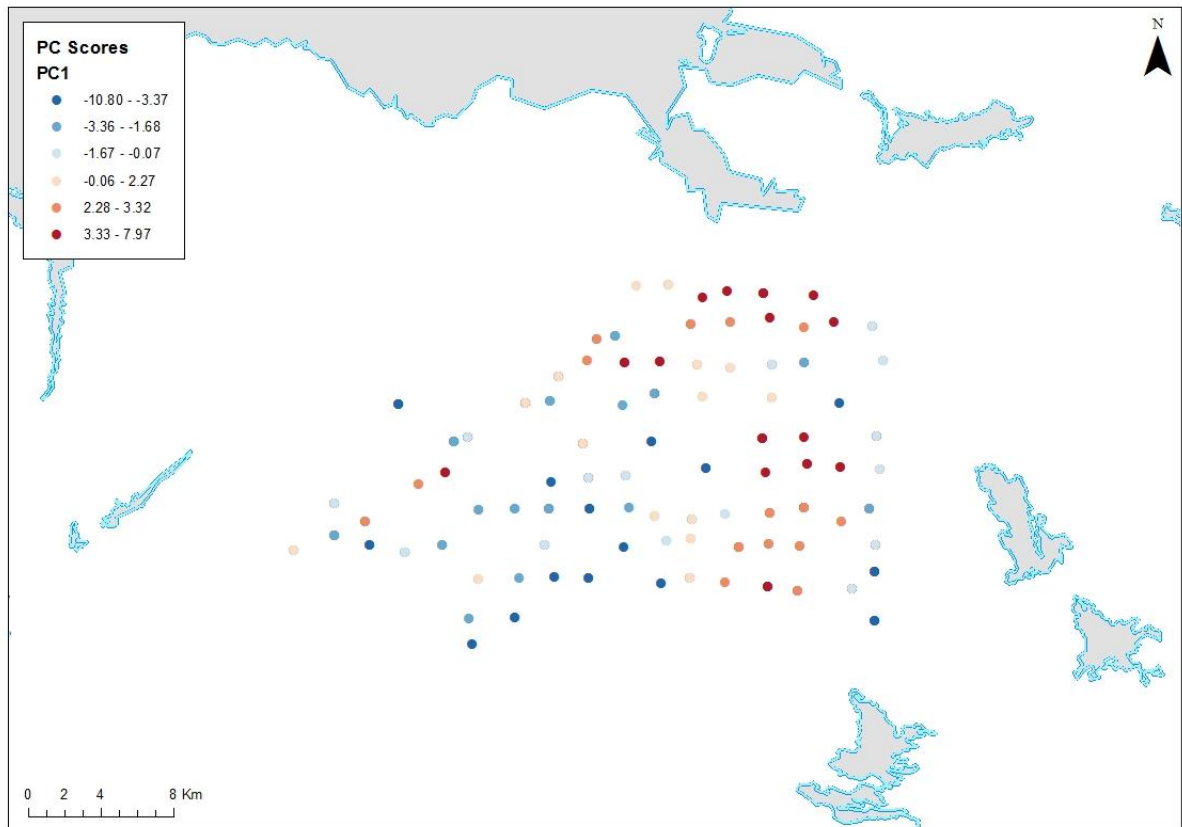 PC Scores
PC1
-10.80 - -3.37
-3.36 - -1.68
-1.67 - -0.07
-0.06 - 2.27
2.28 - 3.32
3.33 - 7.97
N
0 2 4 8 Km